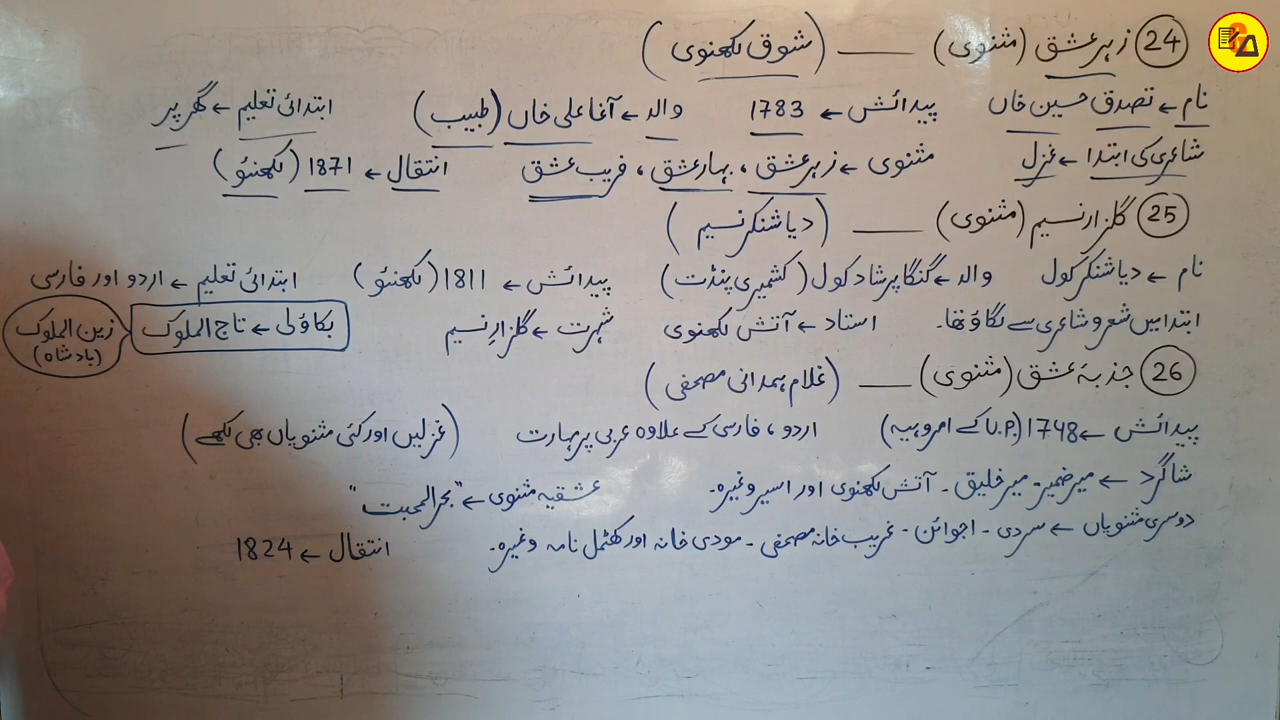 24 زہرِ عشق (مثنوی) —— (شوق لکھنوی)
نام ← تصدق حسین خاں پیدائش ← 1783 والد ← آغا علی خاں (طبیب) ابتدائی تعلیم ← گھر پر
شاعری کی ابتدا ← غزل مثنوی ← زہرِ عشق ، بہارِ عشق ، فریبِ عشق انتقال ← 1871 (لکھنئو)
25 گلزارِ نسیم (مثنوی) —— (دیا شنکر نسیم)
نام ← دیا شنکر کول والد ← گنگا پرشاد کول (کشمیری پنڈت) پیدائش ← 1811 (لکھنئو) ابتدائی تعلیم ← اردو اور فارسی
ابتدا میں شعر و شاعری سے لگاؤ تھا۔ استاد ← آتش لکھنوی شہرت ← گلزارِ نسیم بکاؤلی ← تاج الملوک زین الملوک (بادشاہ)
26 جذبۂ عشق (مثنوی) —— (غلام ہمدانی مصحفی)
پیدائش ← 1748 (U.P. کے امروہیہ) اردو ، فارسی کے علاوہ عربی پر مہارت (غزلیں اور کئی مثنویاں بھی لکھے)
شاگرد ← میر ضمیر۔ میر خلیق ۔ آتش لکھنوی اور اسیر وغیرہ۔ عشقیہ مثنوی ← "بحر المحبت"
دوسری مثنویاں ← سردی ۔ اجوائن ۔ غریب خانہ مصحفی ۔ مودی خانہ اور کھٹمل نامہ وغیرہ۔ انتقال ← 1824